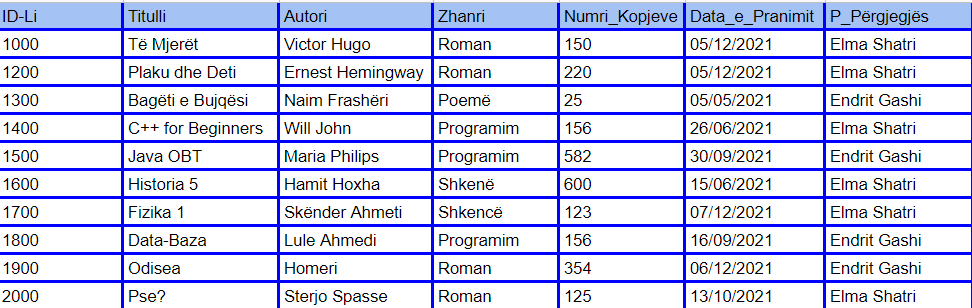 ID-Li Titulli Autori Zhanri Numri_Kopjeve Data_e_Pranimit P_Përgjegjës
1000 Të Mjerët Victor Hugo Roman 150 05/12/2021 Elma Shatri
1200 Plaku dhe Deti Ernest Hemingway Roman 220 05/12/2021 Elma Shatri
1300 Bagëti e Bujqësi Naim Frashëri Poemë 25 05/05/2021 Endrit Gashi
1400 C++ for Beginners Will John Programim 156 26/06/2021 Elma Shatri
1500 Java OBT Maria Philips Programim 582 30/09/2021 Endrit Gashi
1600 Historia 5 Hamit Hoxha Shkenë 600 15/06/2021 Elma Shatri
1700 Fizika 1 Skënder Ahmeti Shkencë 123 07/12/2021 Elma Shatri
1800 Data-Baza Lule Ahmedi Programim 156 16/09/2021 Endrit Gashi
1900 Odisea Homeri Roman 354 06/12/2021 Endrit Gashi
2000 Pse? Sterjo Spasse Roman 125 13/10/2021 Elma Shatri